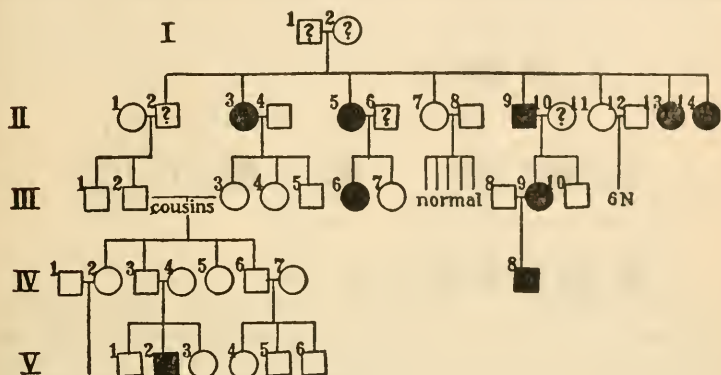 I 1 ? 2 ?
II 1 2 ? 3 4 5 6 ? 7 8 9 10 ? 11 12 13 14
III 1 2 cousins 3 4 5 6 7 normal 8 9 10 6N
IV 1 2 3 4 5 6 7 8
V 1 2 3 4 5 6